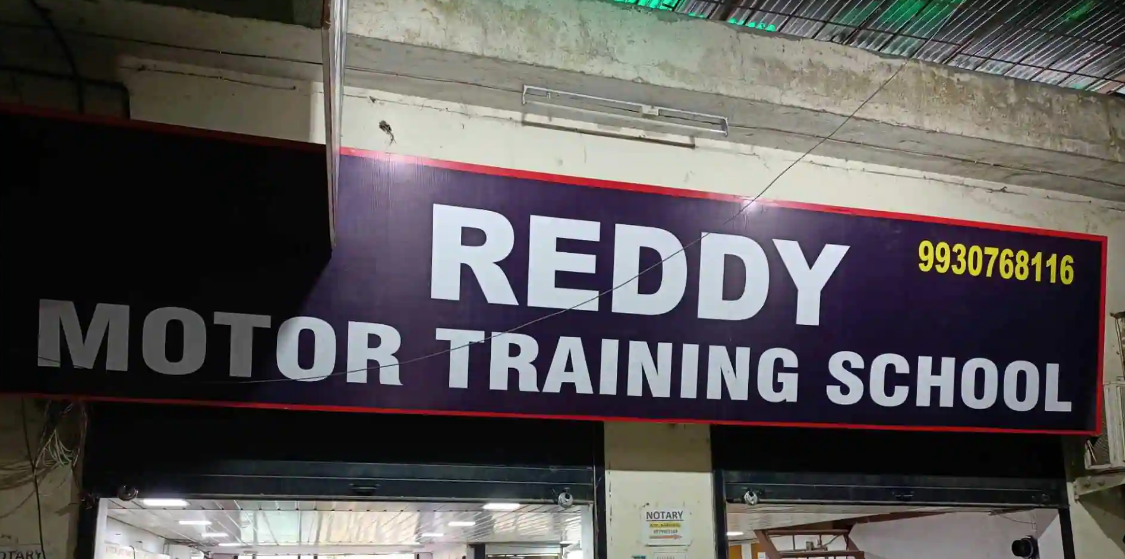 REDDY
9930768116
MOTOR TRAINING SCHOOL
NOTARY